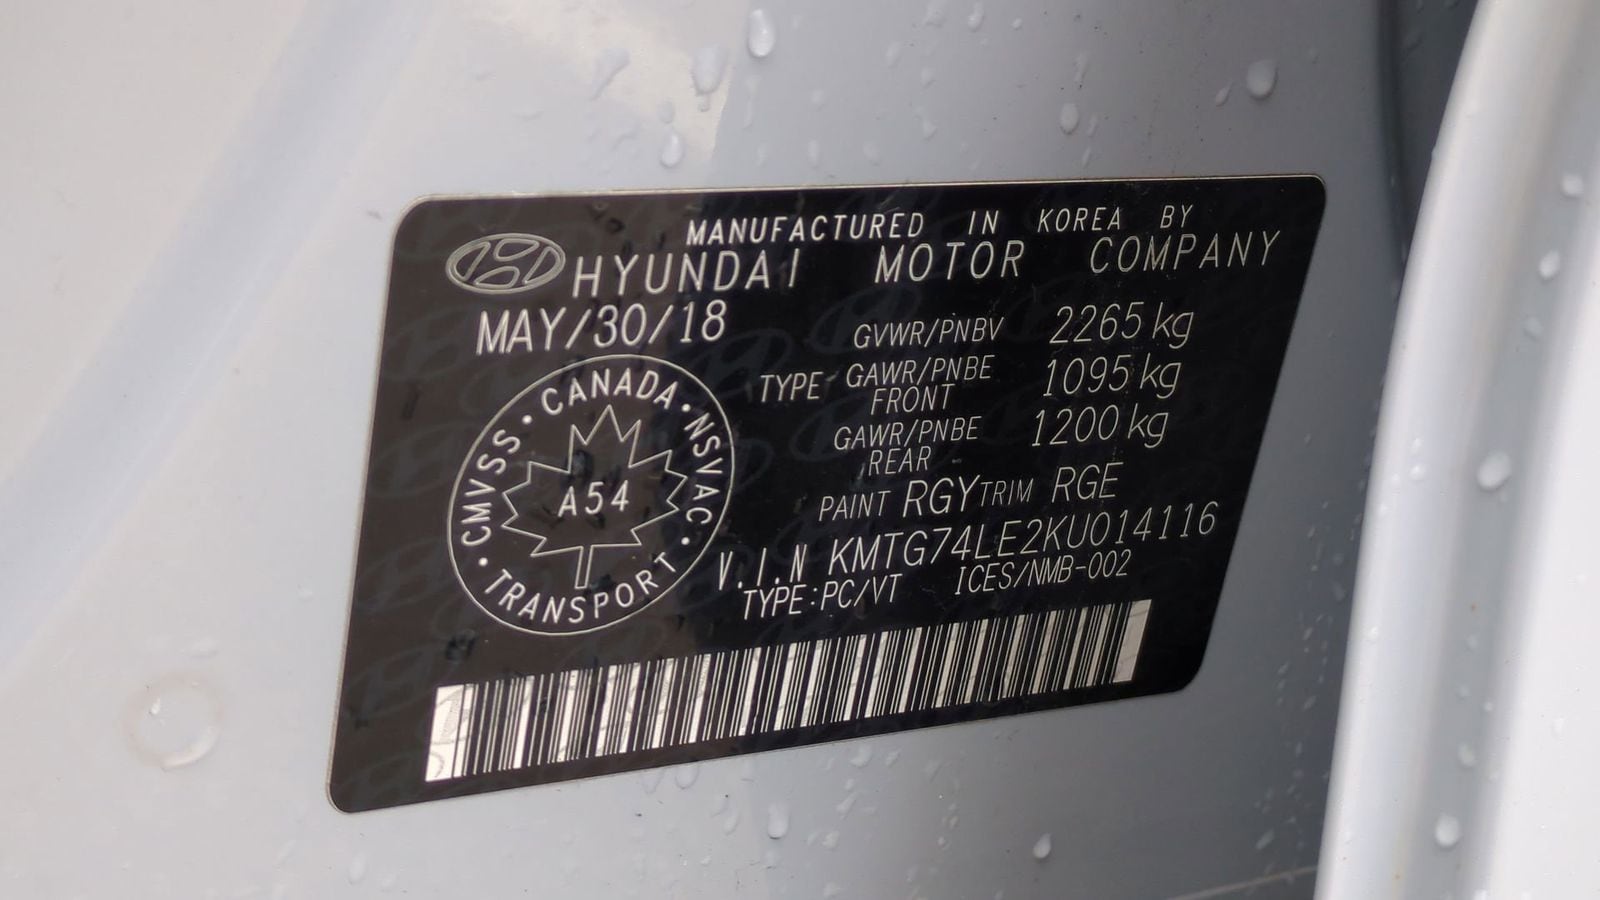 MANUFACTURED IN KOREA BY
HYUNDAI MOTOR COMPANY
MAY/30/18
GVWR/PNBV 2265 kg
TYPE GAWR/PNBE FRONT 1095 kg
GAWR/PNBE REAR 1200 kg
PAINT RGY TRIM RGE
V.I.N KMTG74LE2KU014116
TYPE:PC/VT ICES/NMB-002
CANADA · NSVAC · TRANSPORT · CMVSS ·
A54